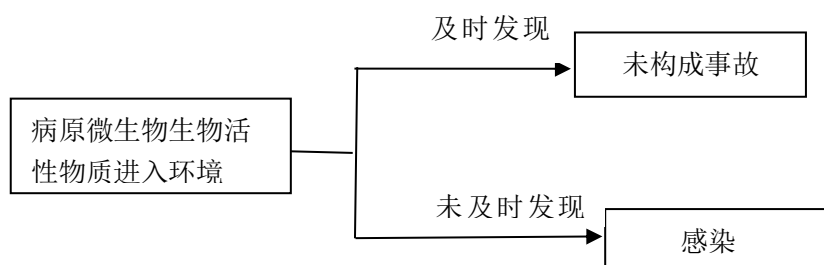 及时发现
未构成事故
病原微生物生物活
性物质进入环境
未及时发现
感染